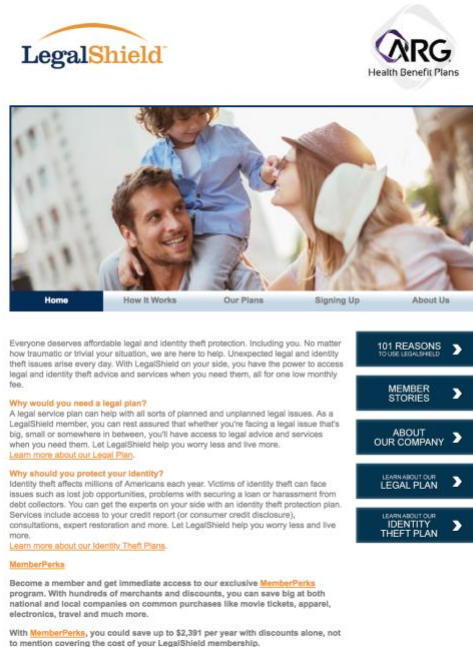 LegalShield
ARG
Health Benefit Plans
Home How It Works Our Plans Signing Up About Us
Everyone deserves affordable legal and identity theft protection. Including you. No matter
how traumatic or trivial your situation, we are here to help. Unexpected legal and identity
theft issues arise every day. With LegalShield on your side, you have the power to access
legal and identity theft advice and services when you need them, all for one low monthly
fee.
Why would you need a legal plan?
A legal service plan can help with all sorts of planned and unplanned legal issues. As a
LegalShield member, you can rest assured that whether you're facing a legal issue that's
big, small or somewhere in between, you'll have access to legal advice and services
when you need them. Let LegalShield help you worry less and live more.
Learn more about our Legal Plan.
Why should you protect your identity?
Identity theft affects millions of Americans each year. Victims of identity theft can face
issues such as lost job opportunities, problems with securing a loan or harassment from
debt collectors. You can get the experts on your side with an identity theft protection plan.
Services include access to your credit report (or consumer credit disclosure),
consultations, expert restoration and more. Let LegalShield help you worry less and live
more.
Learn more about our Identity Theft Plans.
MemberPerks
Become a member and get immediate access to our exclusive MemberPerks
program. With hundreds of merchants and discounts, you can save big at both
national and local companies on common purchases like movie tickets, apparel,
electronics, travel and much more.
With MemberPerks, you could save up to $2,391 per year with discounts alone, not
to mention covering the cost of your LegalShield membership.
101 REASONS
TO USE LEGALSHIELD
MEMBER
STORIES
ABOUT
OUR COMPANY
LEARN ABOUT OUR
LEGAL PLAN
LEARN ABOUT OUR
IDENTITY
THEFT PLAN